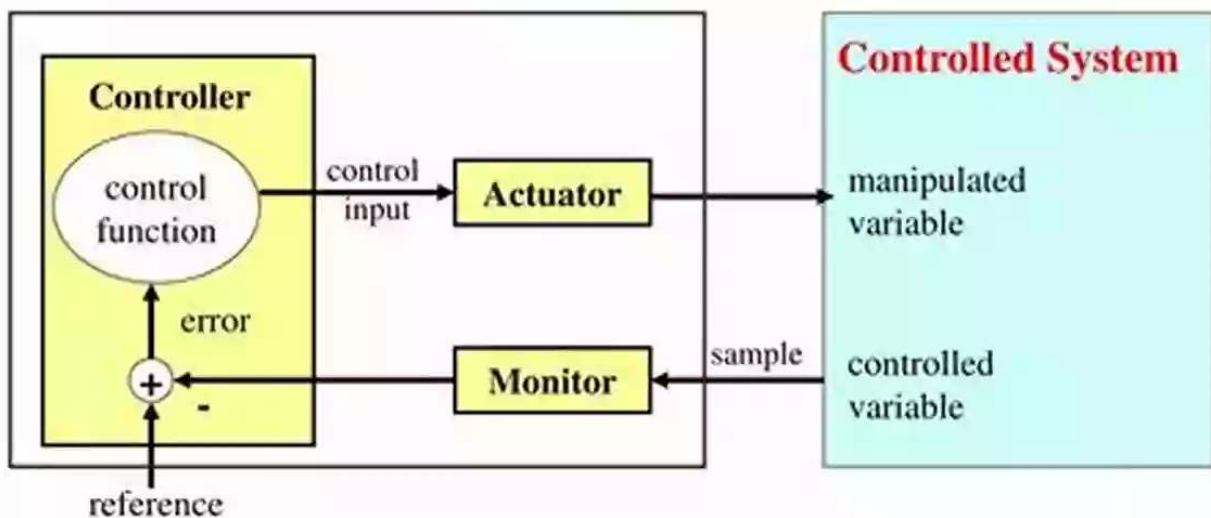 Controlled System
Controller
control
function
control
input
Actuator
manipulated
variable
error
+
-
Monitor
sample
controlled
variable
reference